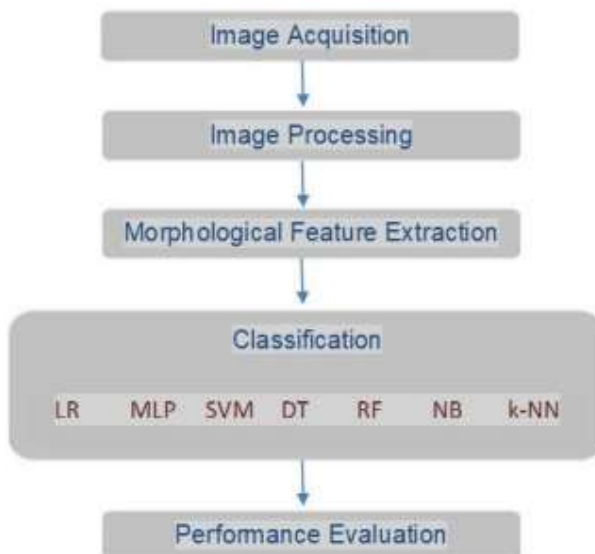 Image Acquisition
Image Processing
Morphological Feature Extraction
Classification
LR MLP SVM DT RF NB k-NN
Performance Evaluation